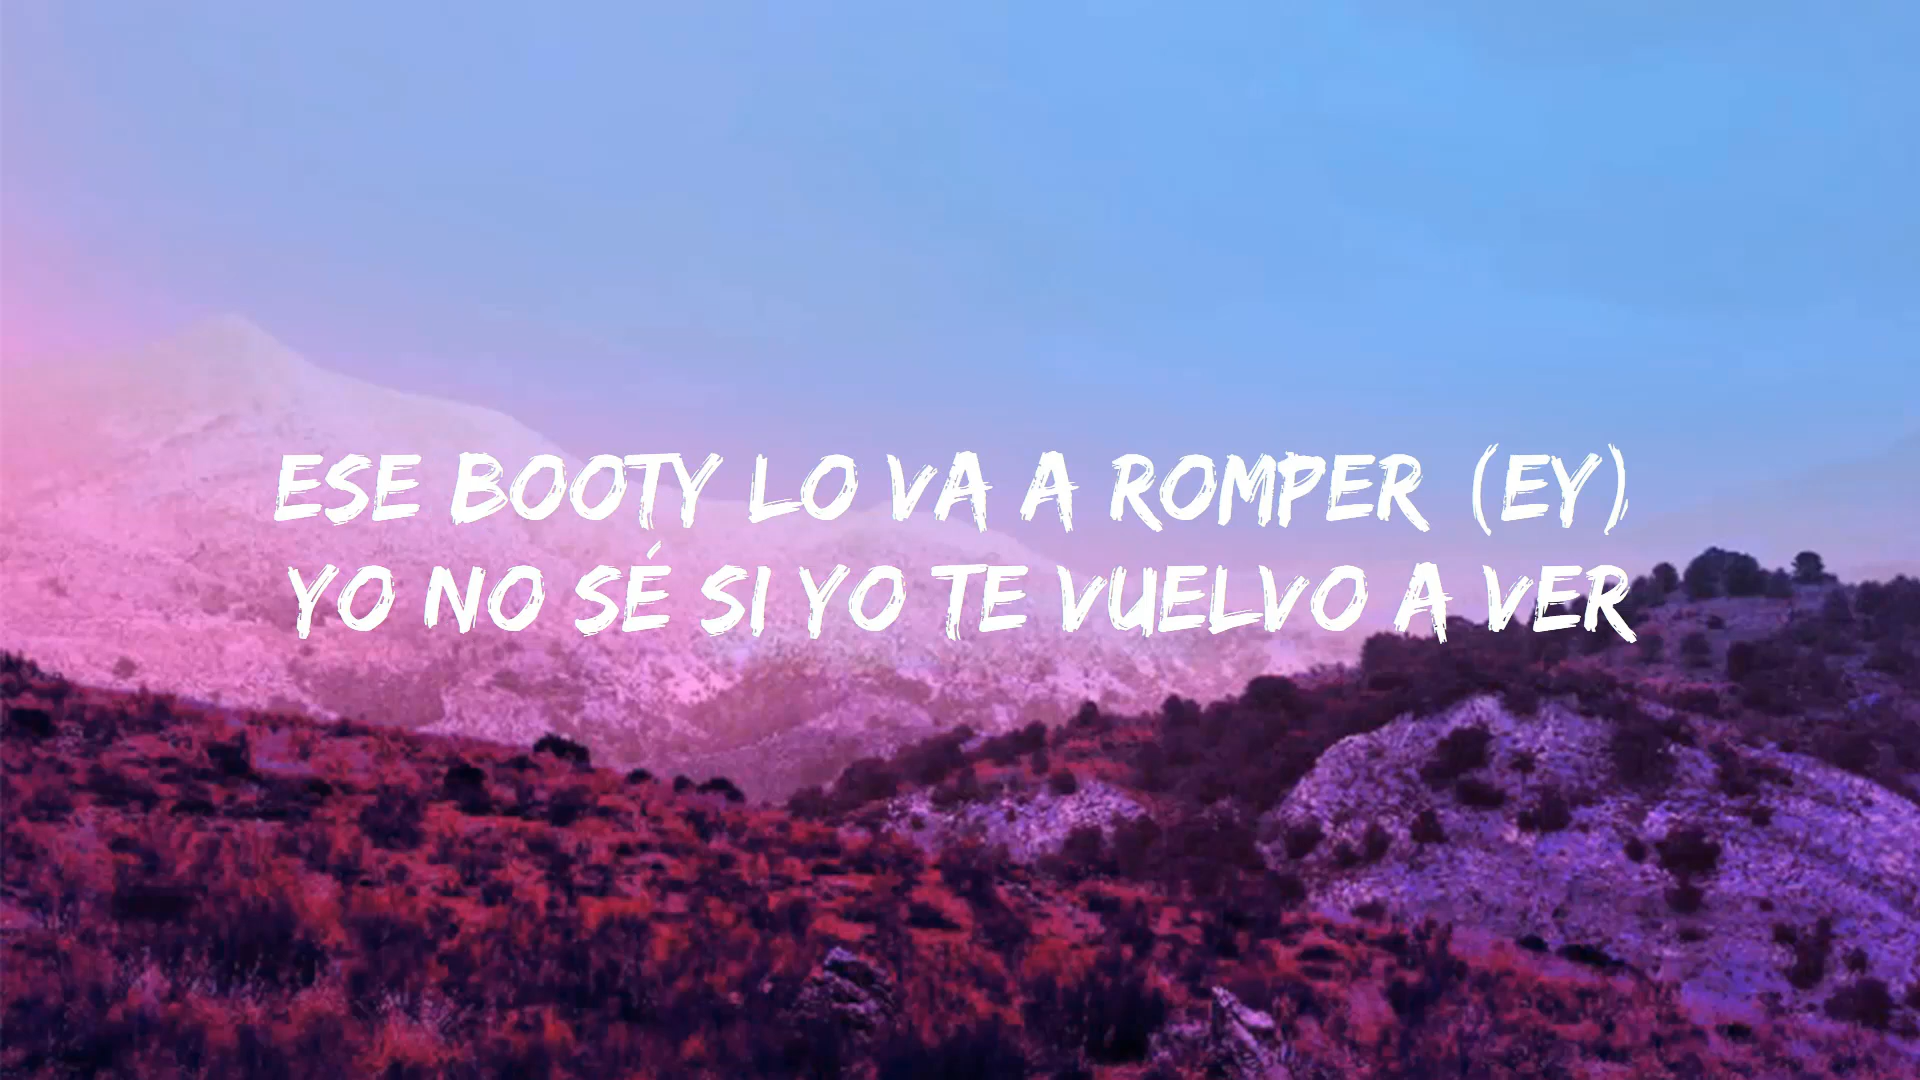 ESE BOOTY LO VA A ROMPER (EY)
YO NO SÉ SI YO TE VUELVO A VER